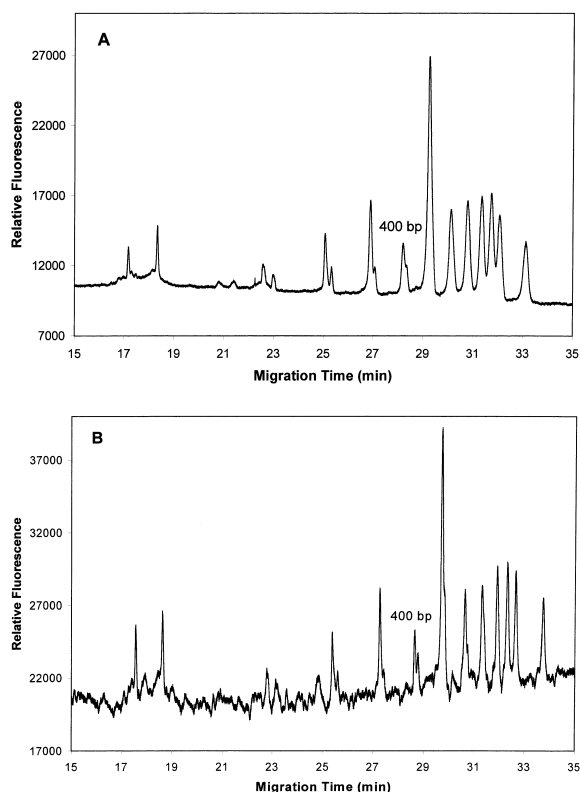 A
Relative Fluorescence
27000
22000
17000
12000
7000
400 bp
15 17 19 21 23 25 27 29 31 33 35
Migration Time (min)
B
Relative Fluorescence
37000
32000
27000
22000
17000
400 bp
15 17 19 21 23 25 27 29 31 33 35
Migration Time (min)